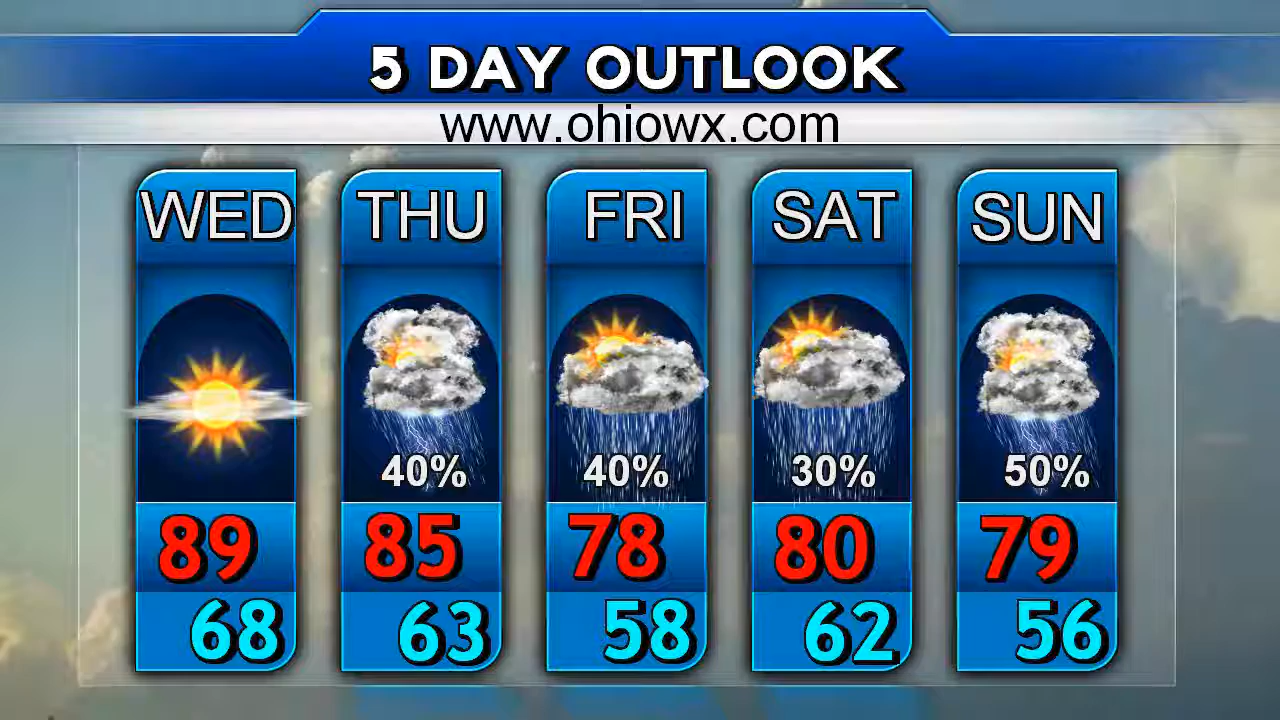 5 DAY OUTLOOK
www.ohiowx.com
WED THU FRI SAT SUN
40% 40% 30% 50%
89 85 78 80 79
68 63 58 62 56